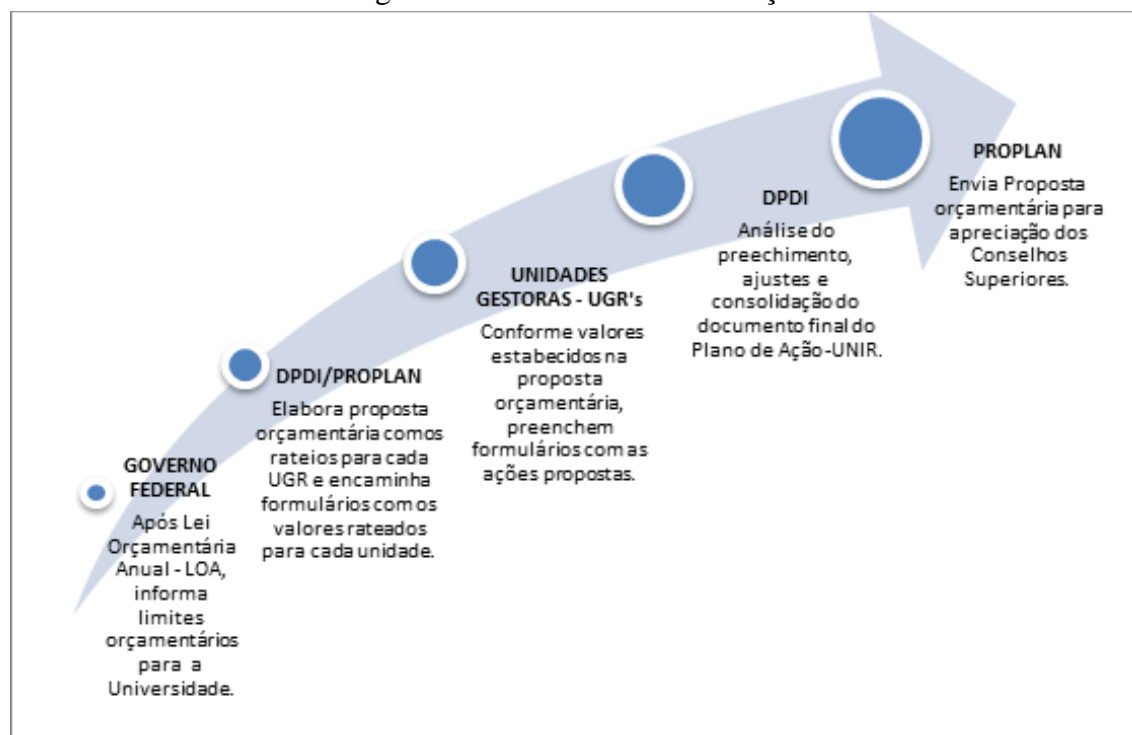 GOVERNO
FEDERAL
Após Lei
Orçamentária
Anual - LOA,
informa
limites
orçamentários
para a
Universidade.
DPDI/PROPLAN
Elabora proposta
orçamentária com os
rateios para cada
UGR e encaminha
formulários com os
valores rateados
para cada unidade.
UNIDADES
GESTORAS - UGR's
Conforme valores
estabecidos na
proposta
orçamentária,
preenchem
formulários com as
ações propostas.
DPDI
Análise do
preechimento,
ajustes e
consolidação do
documento final do
Plano de Ação-UNIR.
PROPLAN
Envia Proposta
orçamentária para
apreciação dos
Conselhos
Superiores.